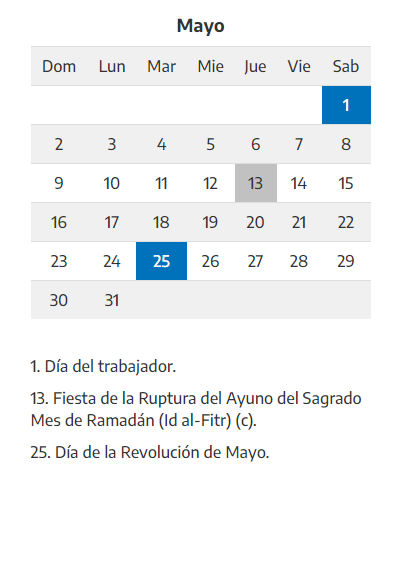 Mayo
Dom Lun Mar Mie Jue Vie Sab
1
2 3 4 5 6 7 8
9 10 11 12 13 14 15
16 17 18 19 20 21 22
23 24 25 26 27 28 29
30 31
1. Día del trabajador.
13. Fiesta de la Ruptura del Ayuno del Sagrado
Mes de Ramadán (Id al-Fitr) (c).
25. Día de la Revolución de Mayo.